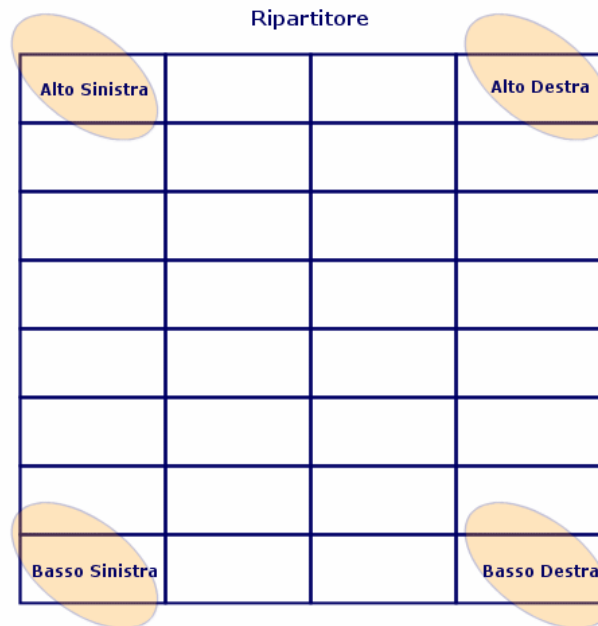 Ripartitore
Alto Sinistra
Alto Destra
Basso Sinistra
Basso Destra